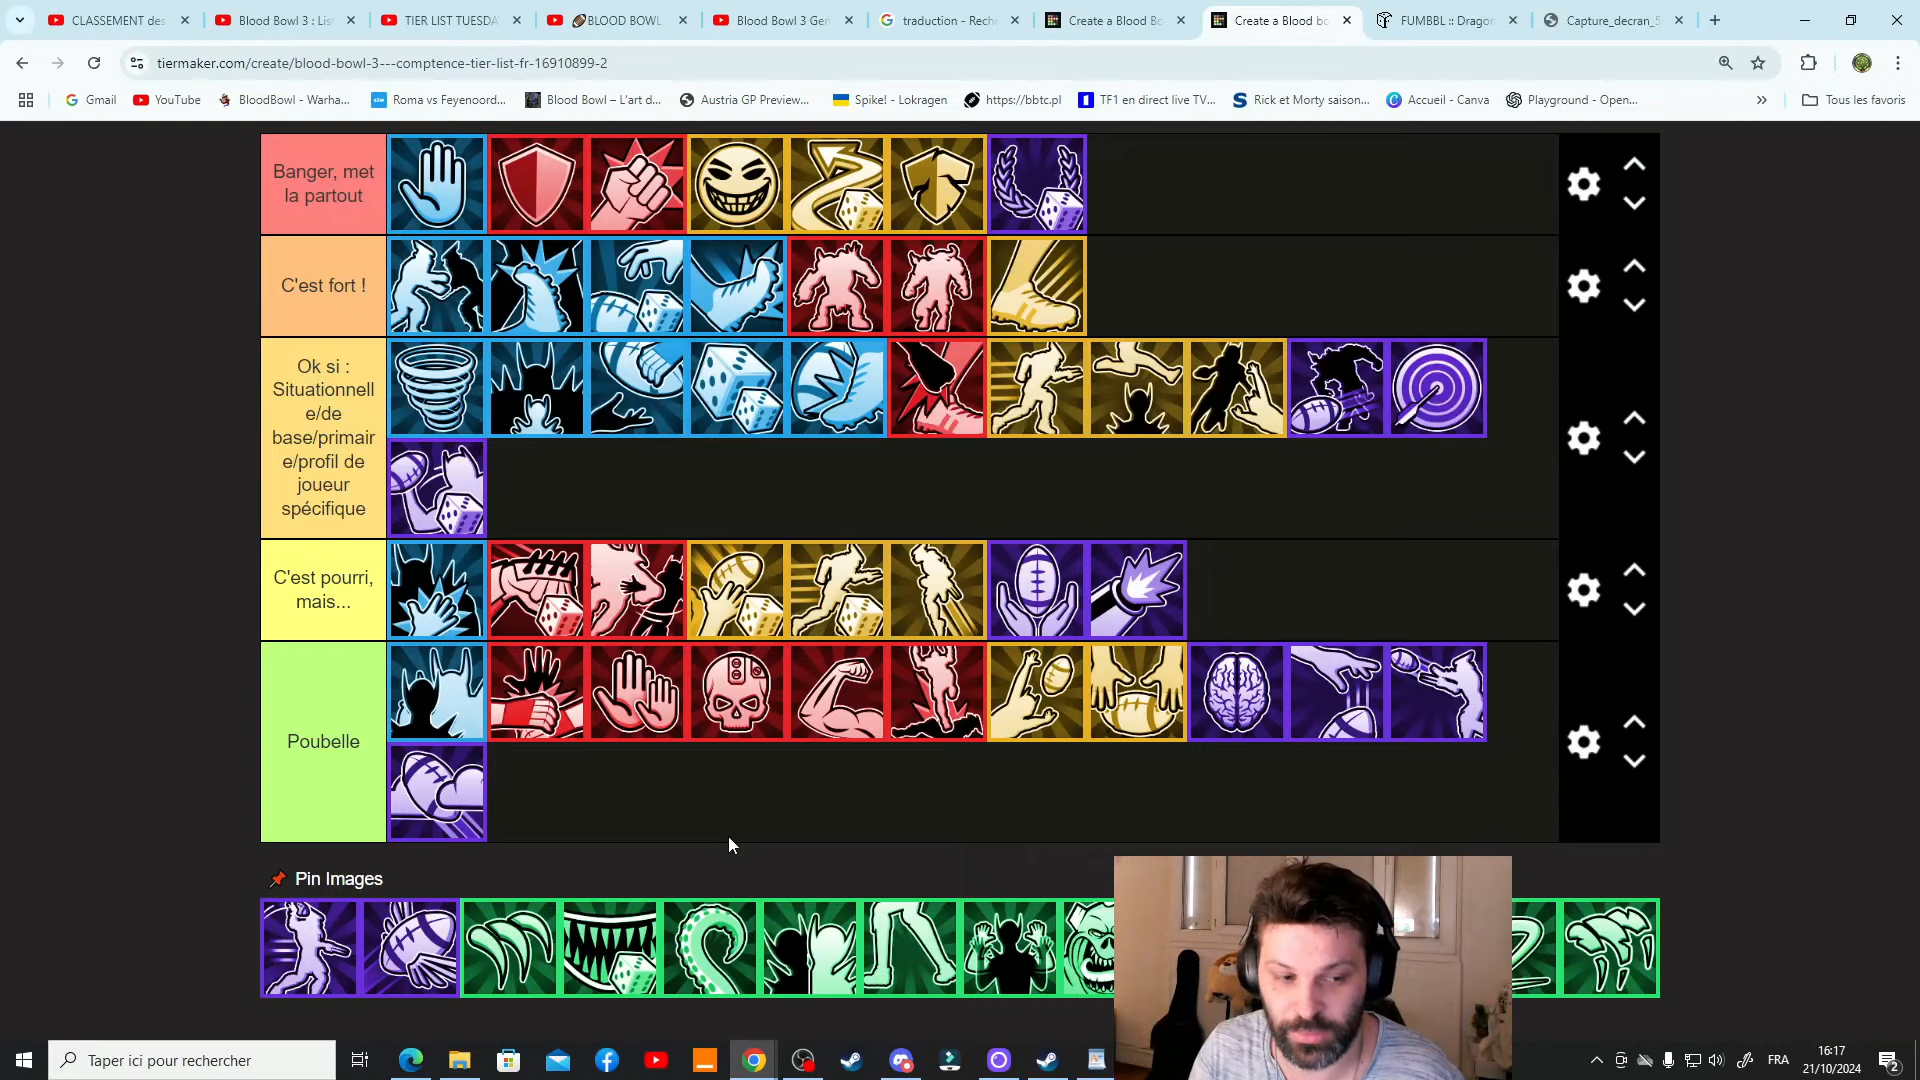 CLASSEMENT des
Blood Bowl 3 : Lis
TIER LIST TUESDA
BLOOD BOWL
Blood Bowl 3 Ger
traduction - Rech
Create a Blood Bo
Create a Blood bo
FUMBBL :: Dragon
Capture_decran_5
tiermaker.com/create/blood-bowl-3---comptence-tier-list-fr-16910899-2
Gmail
YouTube
BloodBowl - Warha...
Roma vs Feyenoord...
Blood Bowl – L'art d...
Austria GP Preview...
Spike! - Lokragen
https://bbtc.pl
TF1 en direct live TV...
Rick et Morty saison...
Accueil - Canva
Playground - Open...
Tous les favoris
Banger, met
la partout
C'est fort !
Ok si :
Situationnell
e/de
base/primair
e/profil de
joueur
spécifique
C'est pourri,
mais...
Poubelle
Pin Images
Taper ici pour rechercher
FRA
16:17
21/10/2024
2